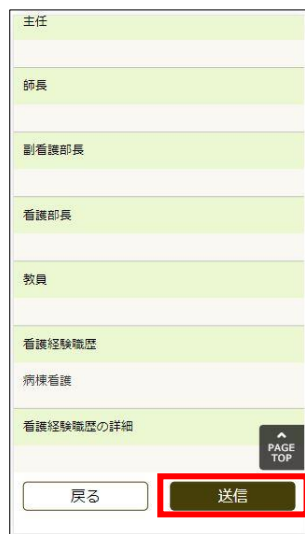 主任
師長
副看護部長
看護部長
教員
看護経験職歴
病棟看護
看護経験職歴の詳細
PAGE
TOP
戻る
送信